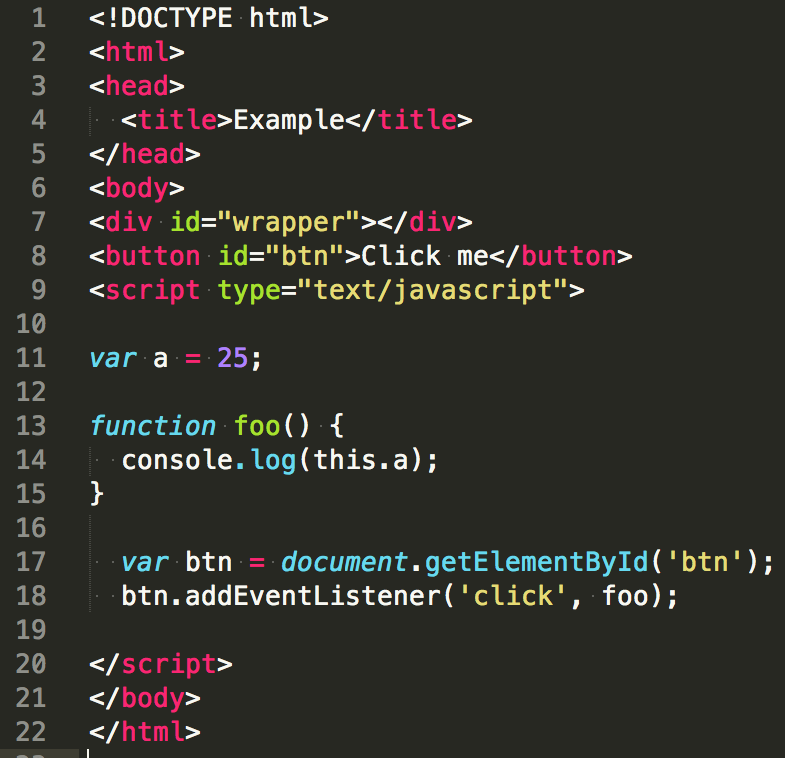 1 <!DOCTYPE html>
2 <html>
3 <head>
4   <title>Example</title>
5 </head>
6 <body>
7 <div id="wrapper"></div>
8 <button id="btn">Click me</button>
9 <script type="text/javascript">
10
11 var a = 25;
12
13 function foo() {
14   console.log(this.a);
15 }
16
17   var btn = document.getElementById('btn');
18   btn.addEventListener('click', foo);
19
20 </script>
21 </body>
22 </html>